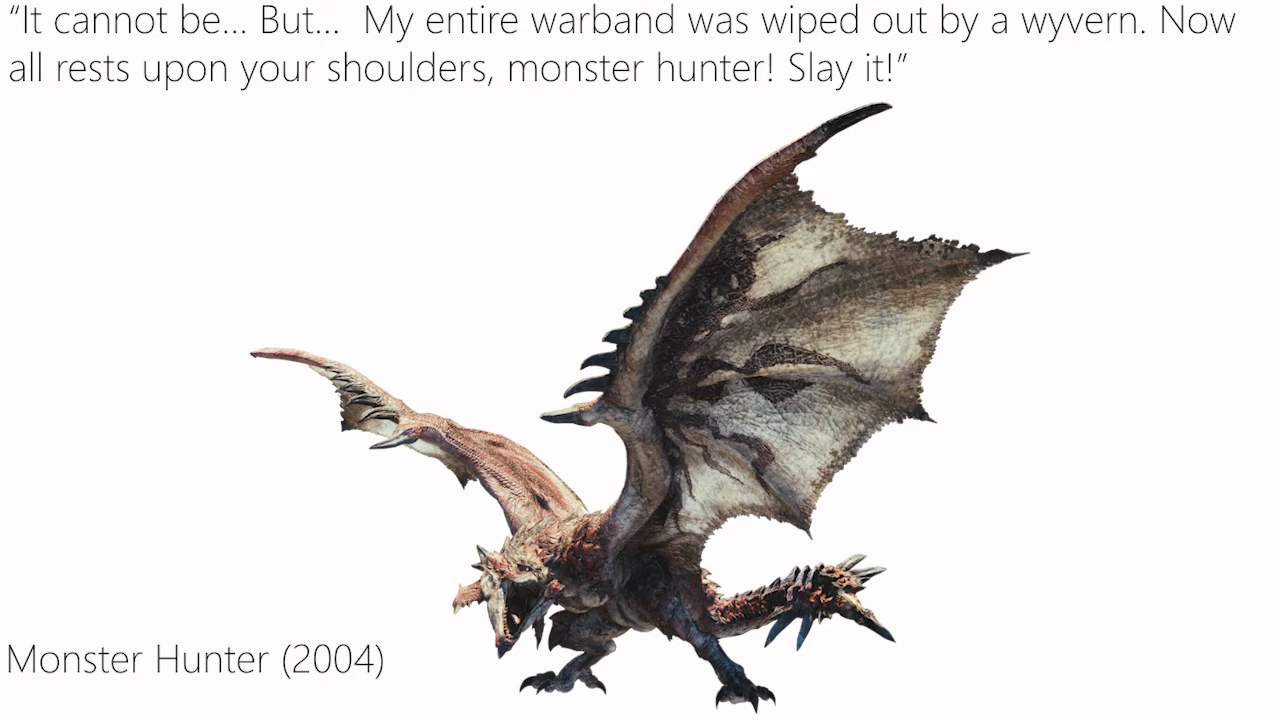 “It cannot be... But...  My entire warband was wiped out by a wyvern. Now
all rests upon your shoulders, monster hunter! Slay it!”
Monster Hunter (2004)